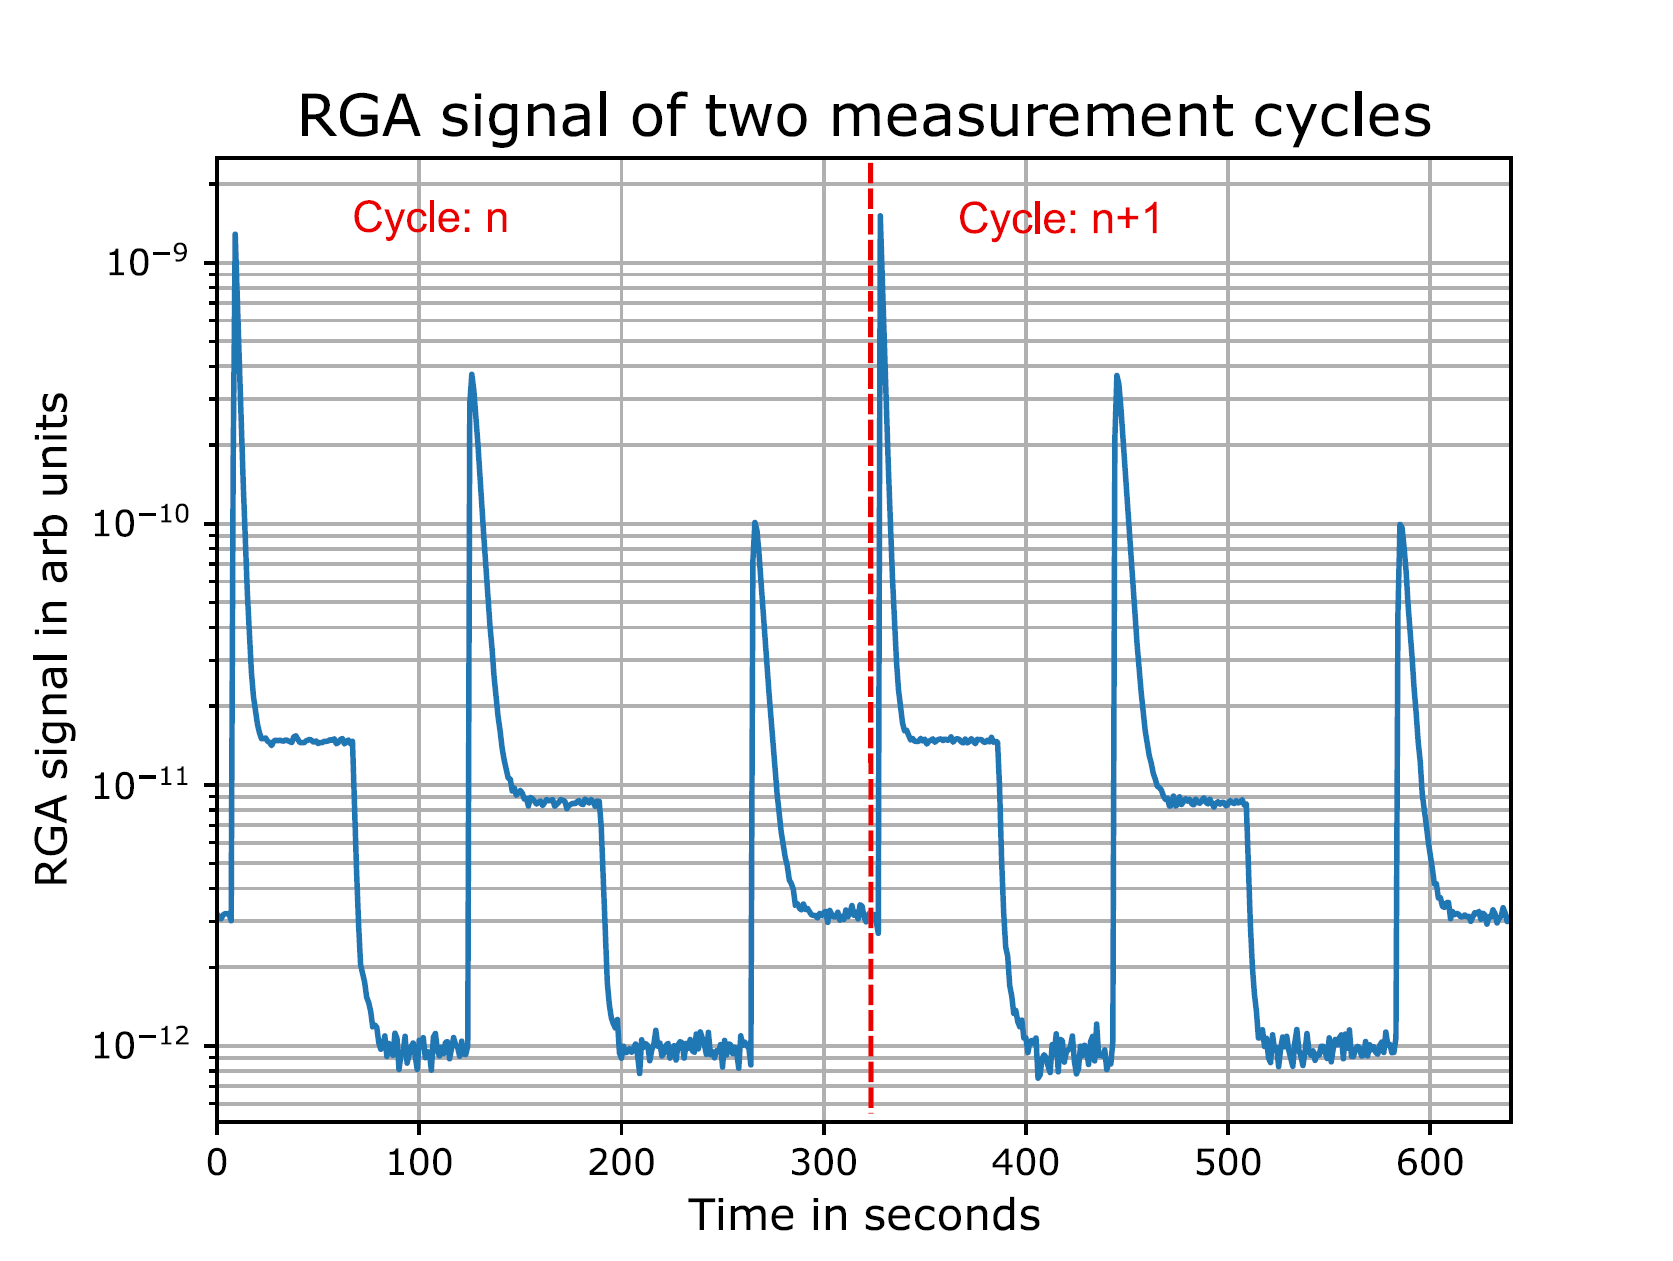 RGA signal of two measurement cycles
Cycle: n
Cycle: n+1
10⁻⁹
10⁻¹⁰
10⁻¹¹
10⁻¹²
RGA signal in arb units
0 100 200 300 400 500 600
Time in seconds